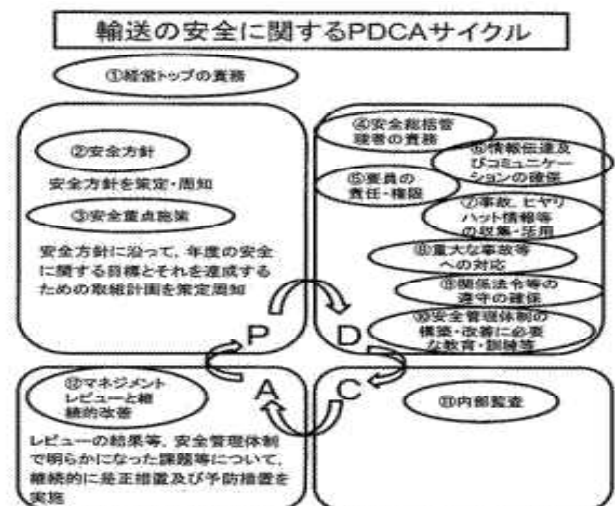 輸送の安全に関するPDCAサイクル
①経営トップの責務
②安全方針
安全方針を策定・周知
③安全重点施策
安全方針に沿って、年度の安全
に関する目標とそれを達成する
ための取組計画を策定周知
P
④安全総括管
理者の責務
⑥情報伝達及
びコミュニケー
ションの確保
⑤要員の
責任・権限
⑦事故、ヒヤリ
ハット情報等
の収集・活用
⑧重大な事故等
への対応
⑨関係法令等の
遵守の確保
⑩安全管理体制の
構築・改善に必要
な教育・訓練等
D
⑫マネジメント
レビューと継
続的改善
A
レビューの結果等、安全管理体制
で明らかになった課題等について、
継続的に是正措置及び予防措置を
実施
C
⑪内部監査